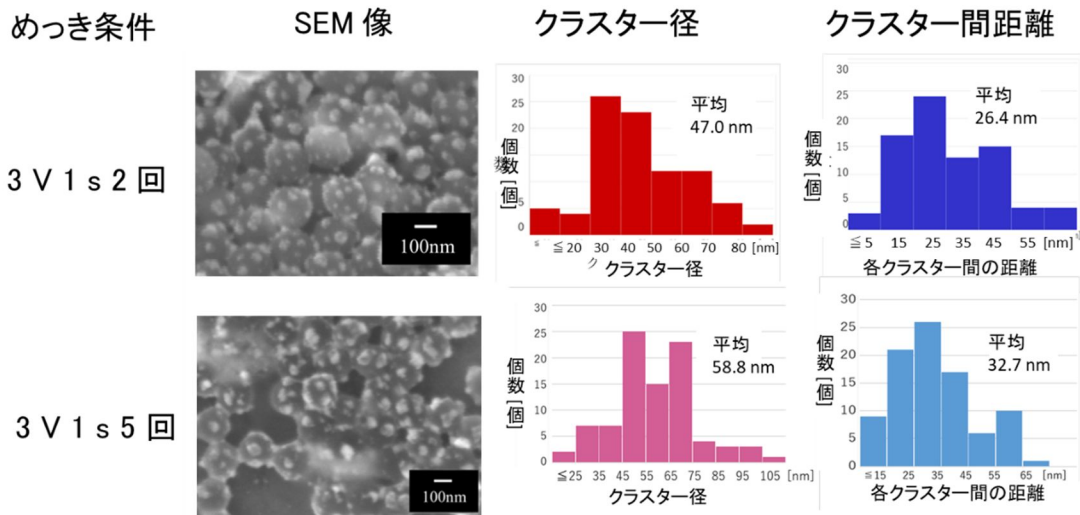 めっき条件
SEM 像
クラスター径
クラスター間距離
3 V 1 s 2 回
100nm
30
25
20
5
0
個数 [個]
平均
47.0 nm
≦ 20 30 40 50 60 70 80 [nm]
クラスター径
30
25
20
15
10
5
0
個数 [個]
平均
26.4 nm
≦ 5 15 25 35 45 55 [nm]
各クラスター間の距離
3 V 1 s 5 回
100nm
30
25
20
15
10
5
0
個数 [個]
平均
58.8 nm
≦25 35 45 55 65 75 85 95 105 [nm]
クラスター径
30
25
20
15
10
5
0
個数 [個]
平均
32.7 nm
≦15 25 35 45 55 65 [nm]
各クラスター間の距離